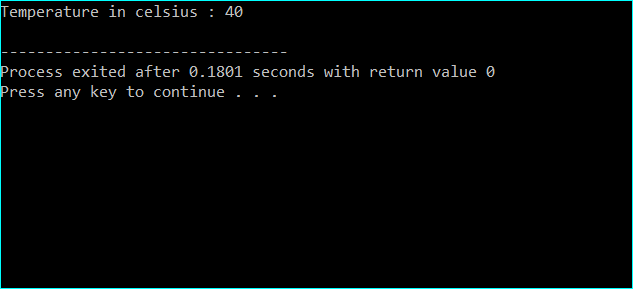 Temperature in celsius : 40
--------------------------------
Process exited after 0.1801 seconds with return value 0
Press any key to continue . . .